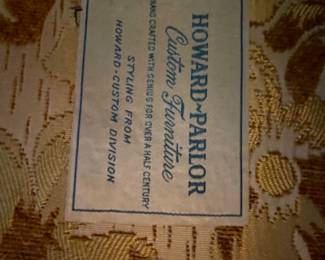 HOWARD-PARLOR
Custom Furniture
HAND CRAFTED WITH GENIUS FOR OVER A HALF CENTURY
STYLING FROM
HOWARD-CUSTOM DIVISION